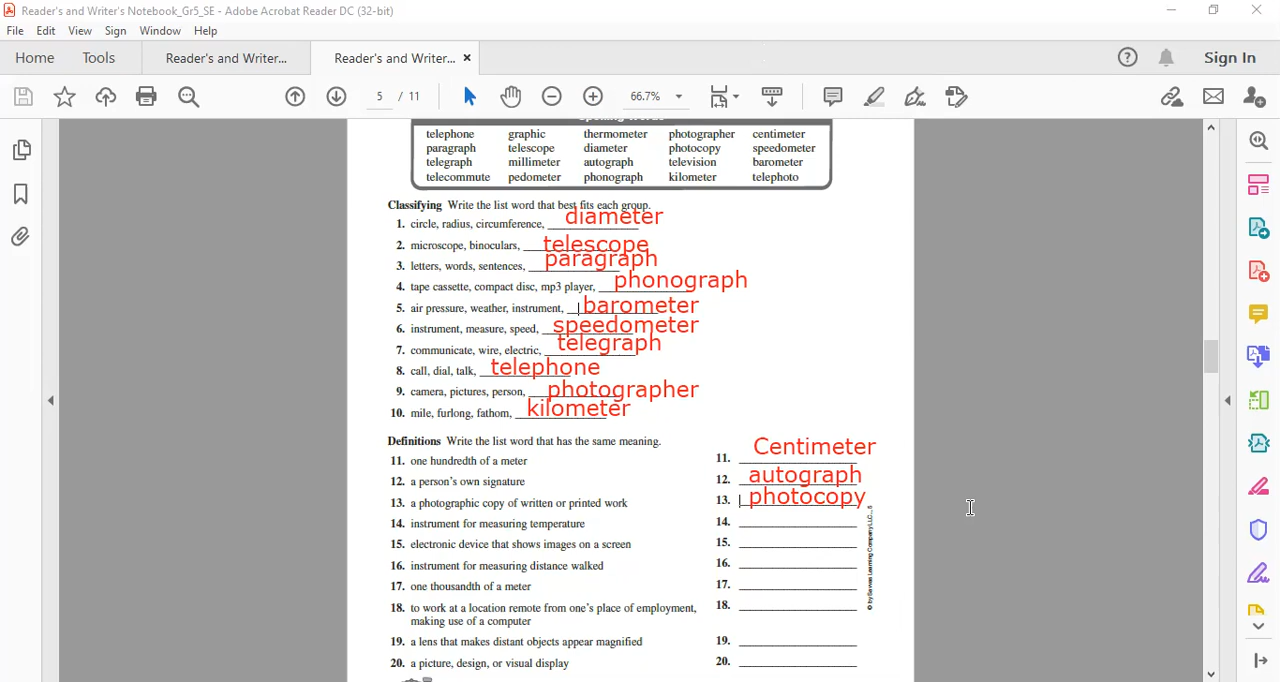 Reader's and Writer's Notebook_Gr5_SE - Adobe Acrobat Reader DC (32-bit)
File Edit View Sign Window Help
Home Tools Reader's and Writer... Reader's and Writer... × Sign In
5 / 11 66.7%
Spelling Words
telephone graphic thermometer photographer centimeter
paragraph telescope diameter photocopy speedometer
telegraph millimeter autograph television barometer
telecommute pedometer phonograph kilometer telephoto
Classifying Write the list word that best fits each group.
1. circle, radius, circumference, diameter
2. microscope, binoculars, telescope
3. letters, words, sentences, paragraph
4. tape cassette, compact disc, mp3 player, phonograph
5. air pressure, weather, instrument, barometer
6. instrument, measure, speed, speedometer
7. communicate, wire, electric, telegraph
8. call, dial, talk, telephone
9. camera, pictures, person, photographer
10. mile, furlong, fathom, kilometer
Definitions Write the list word that has the same meaning.
11. one hundredth of a meter 11. Centimeter
12. a person's own signature 12. autograph
13. a photographic copy of written or printed work 13. photocopy
14. instrument for measuring temperature 14.
15. electronic device that shows images on a screen 15.
16. instrument for measuring distance walked 16.
17. one thousandth of a meter 17.
18. to work at a location remote from one's place of employment, 18.
making use of a computer
19. a lens that makes distant objects appear magnified 19.
20. a picture, design, or visual display 20.
© by Savvas Learning Company LLC., 5